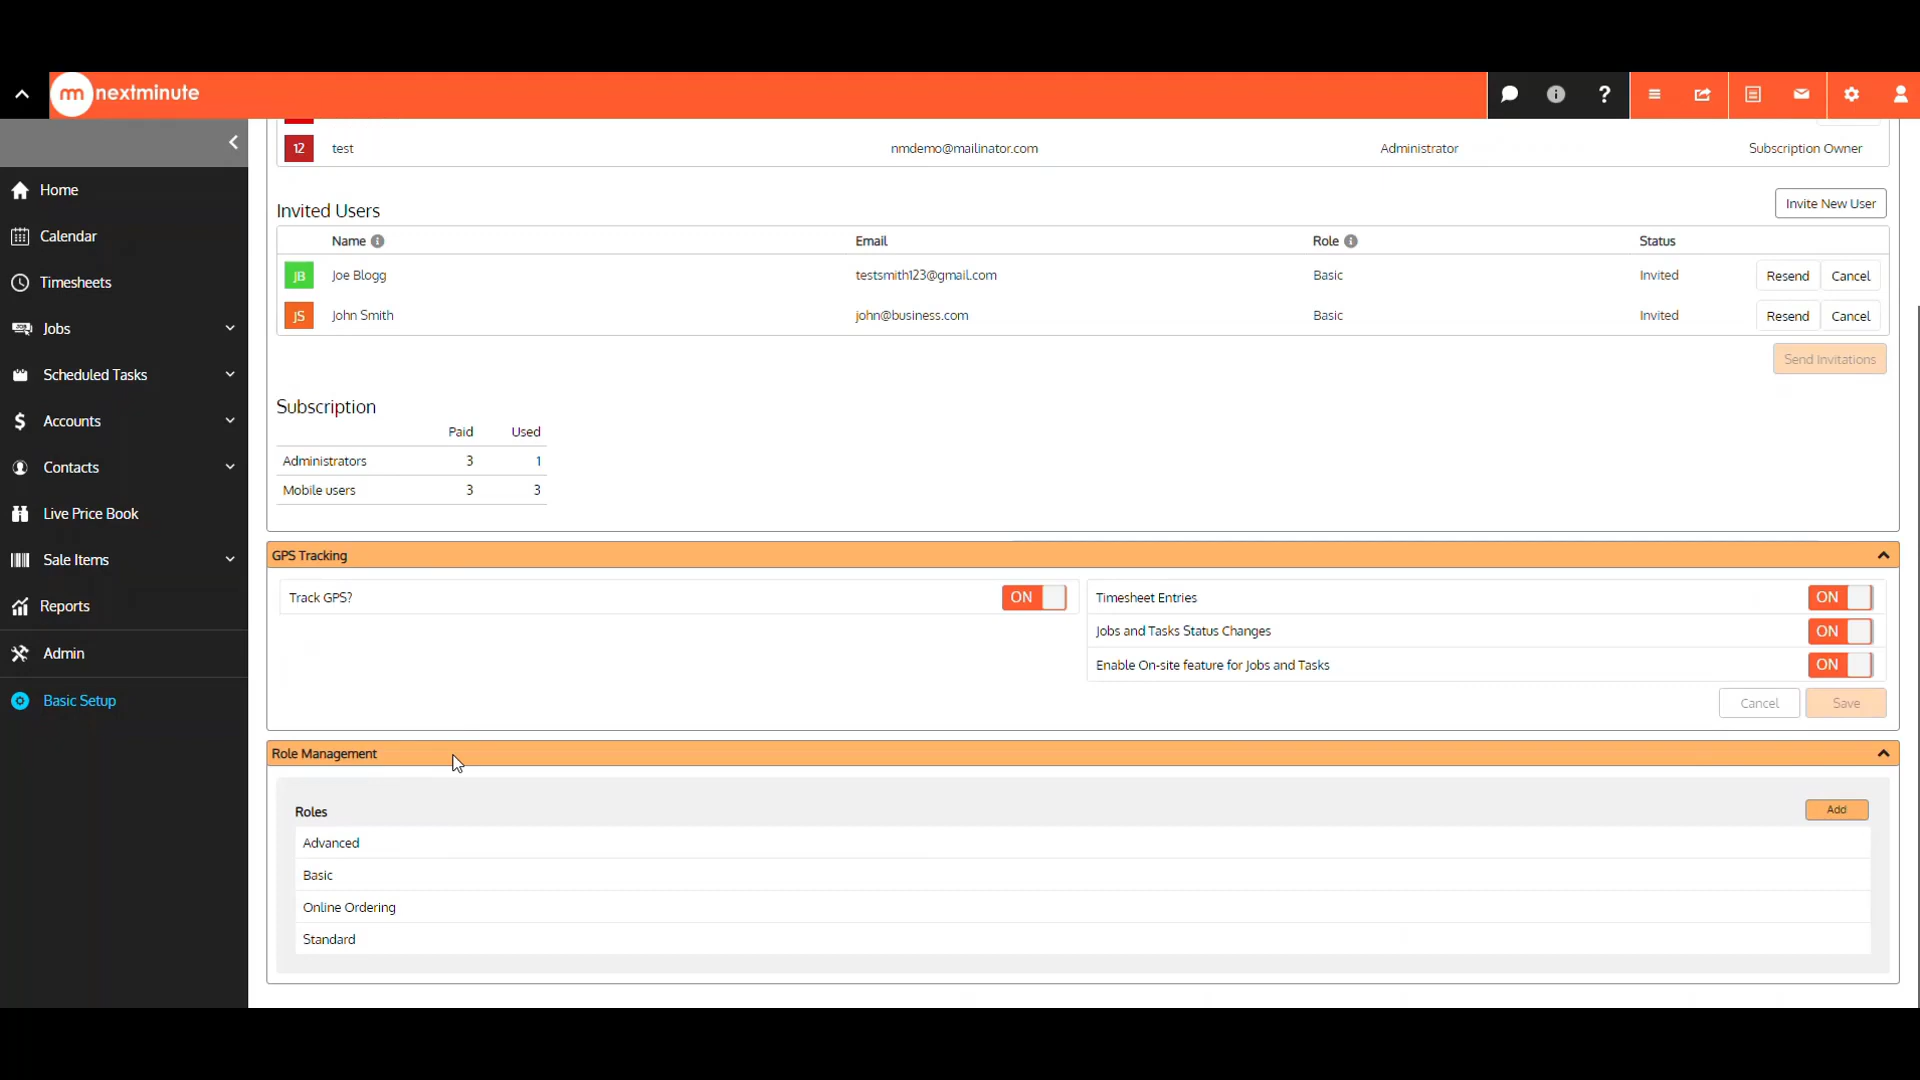 nextminute
12 test nmdemo@mailinator.com Administrator Subscription Owner
Home
Calendar
Timesheets
Jobs
Scheduled Tasks
Accounts
Contacts
Live Price Book
Sale Items
Reports
Admin
Basic Setup
Invited Users Invite New User
Name Email Role Status
JB Joe Blogg testsmith123@gmail.com Basic Invited Resend Cancel
JS John Smith john@business.com Basic Invited Resend Cancel
Send Invitations
Subscription
Paid Used
Administrators 3 1
Mobile users 3 3
GPS Tracking
Track GPS? ON Timesheet Entries ON
Jobs and Tasks Status Changes ON
Enable On-site feature for Jobs and Tasks ON
Cancel Save
Role Management
Roles Add
Advanced
Basic
Online Ordering
Standard